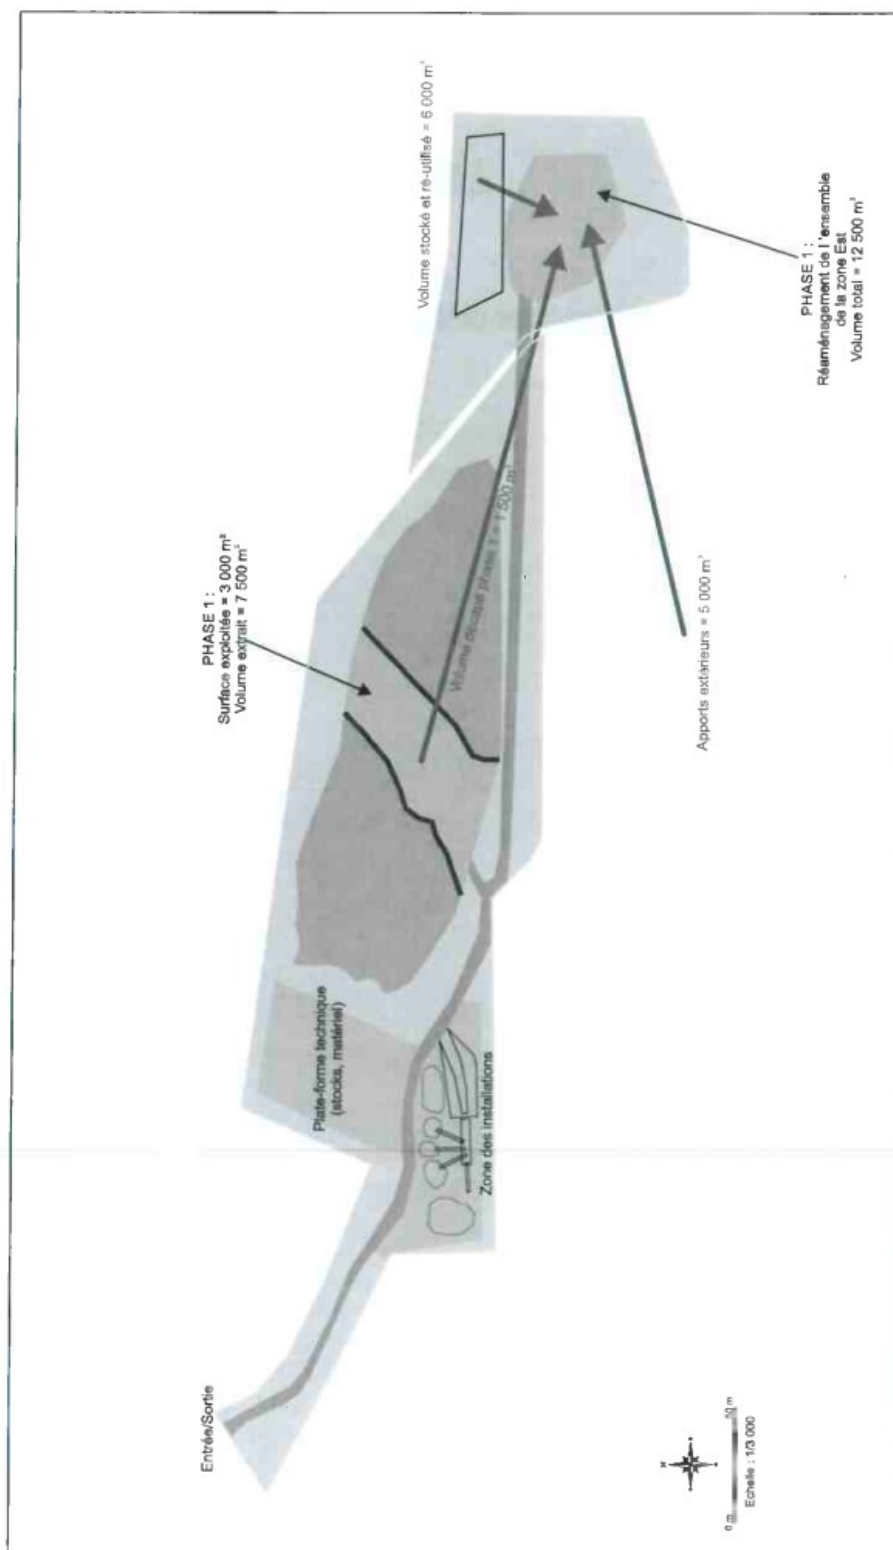 Entrée/Sortie
Plate-forme technique
(stocks, matériel)
Zone des installations
PHASE 1 :
Surface exploitée = 3 000 m²
Volume extrait = 7 500 m³
Volume décapé phase 1 = 1 500 m³
Volume stocké et ré-utilisé = 6 000 m³
Apports extérieurs = 5 000 m³
PHASE 1 :
Réaménagement de l'ensemble
de la zone Est
Volume total = 12 500 m³
0 m 50 m
Echelle : 1/3 000